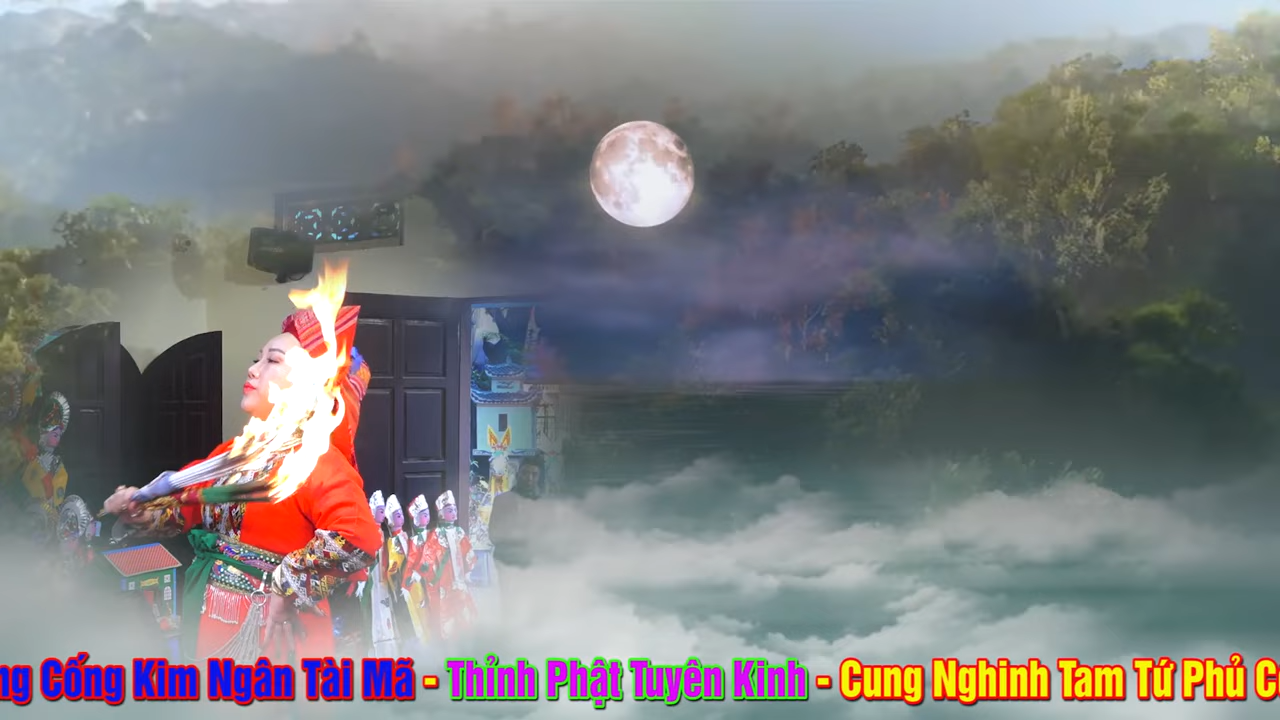 Cống Kim Ngân Tài Mã - Thỉnh Phật Tuyên Kinh - Cung Nghinh Tam Tứ Phủ